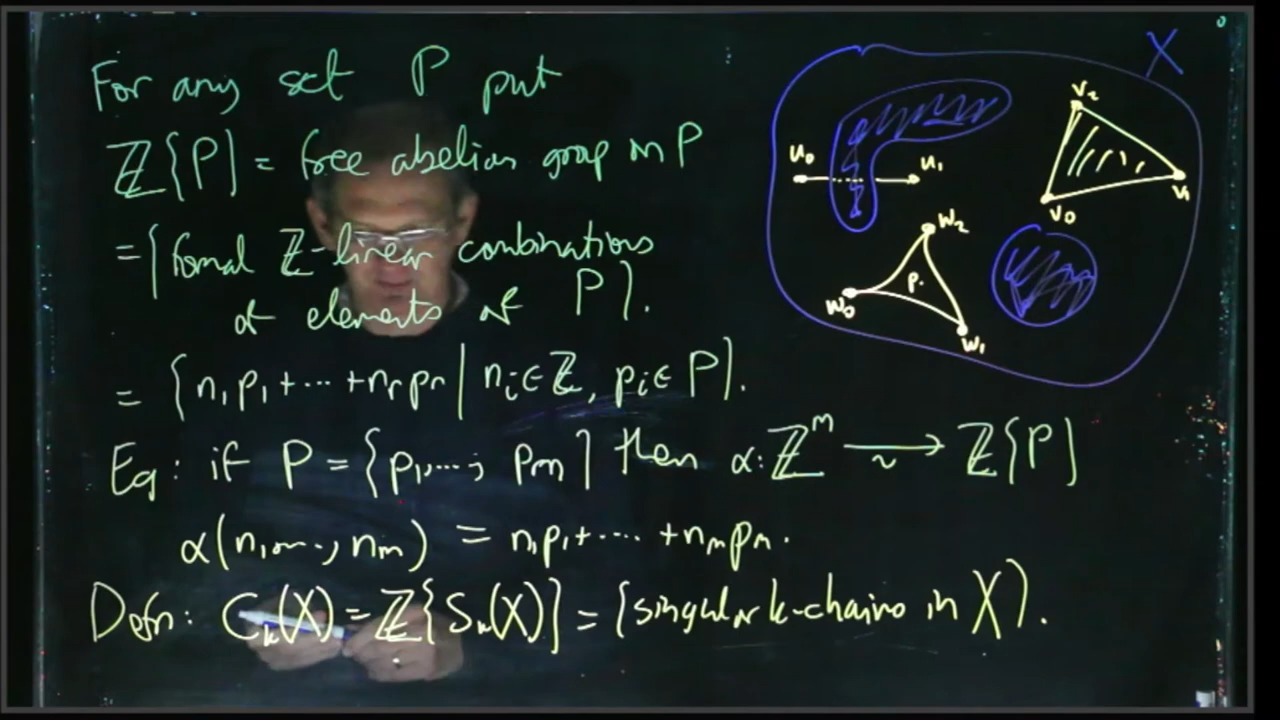 For any set P put
ℤ{P} = free abelian group on P
= {formal ℤ-linear combinations
of elements of P}.
= {n₁p₁+⋯+nᵣpᵣ | nᵢ∈ℤ, pᵢ∈P}.
Eg: if P = {p₁,…, pₘ} then α: ℤᵐ ⟶∼ ℤ{P}
α(n₁,…, nₘ) = n₁p₁+⋯⋅+nₘpₘ.
Defn: Cₖ(X) = ℤ{Sₖ(X)} = {singular k-chains in X}.
X
u₀ u₁
v₂
v₁
v₀
w₂
p.
w₀
w₁